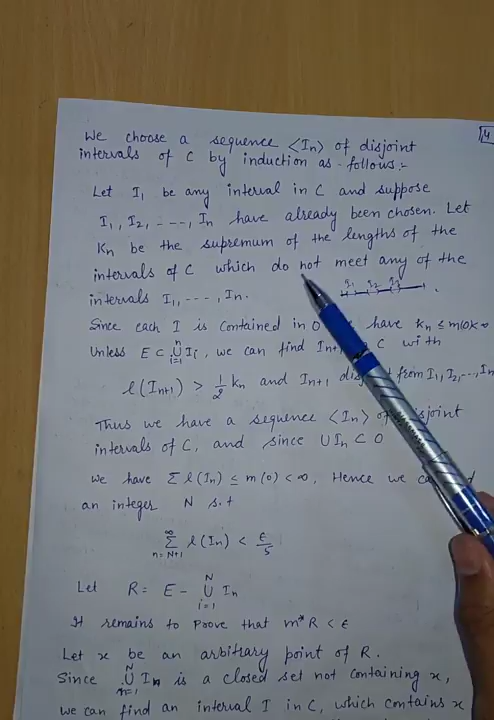 14
We choose a sequence <In> of disjoint
intervals of C by induction as follows:-
Let I1 be any interval in C and suppose
I1, I2, ---, In have already been chosen. Let
Kn be the supremum of the lengths of the
intervals of C which do not meet any of the
intervals I1, ---, In.
Since each I is contained in O have kn ≤ m(O) < ∞
Unless E ⊂ ∪_{i=1}^{n} Ii, we can find C with
l(In+1) > 1/2 kn and In+1 from I1, I2, ---, In
Thus we have a sequence <In> of disjoint
intervals of C, and since ∪In ⊂ O
we have Σ l(In) ≤ m(O) < ∞, Hence we
an integer N s.t
∞ Σ n=N+1 l(In) < ε/5
Let R = E - ∪_{i=1}^{N} In
It remains to prove that m*R < ε
Let x be an arbitrary point of R.
Since ∪_{n=1}^{N} In is a closed set not containing x,
we can find an interval I in C, which contains x